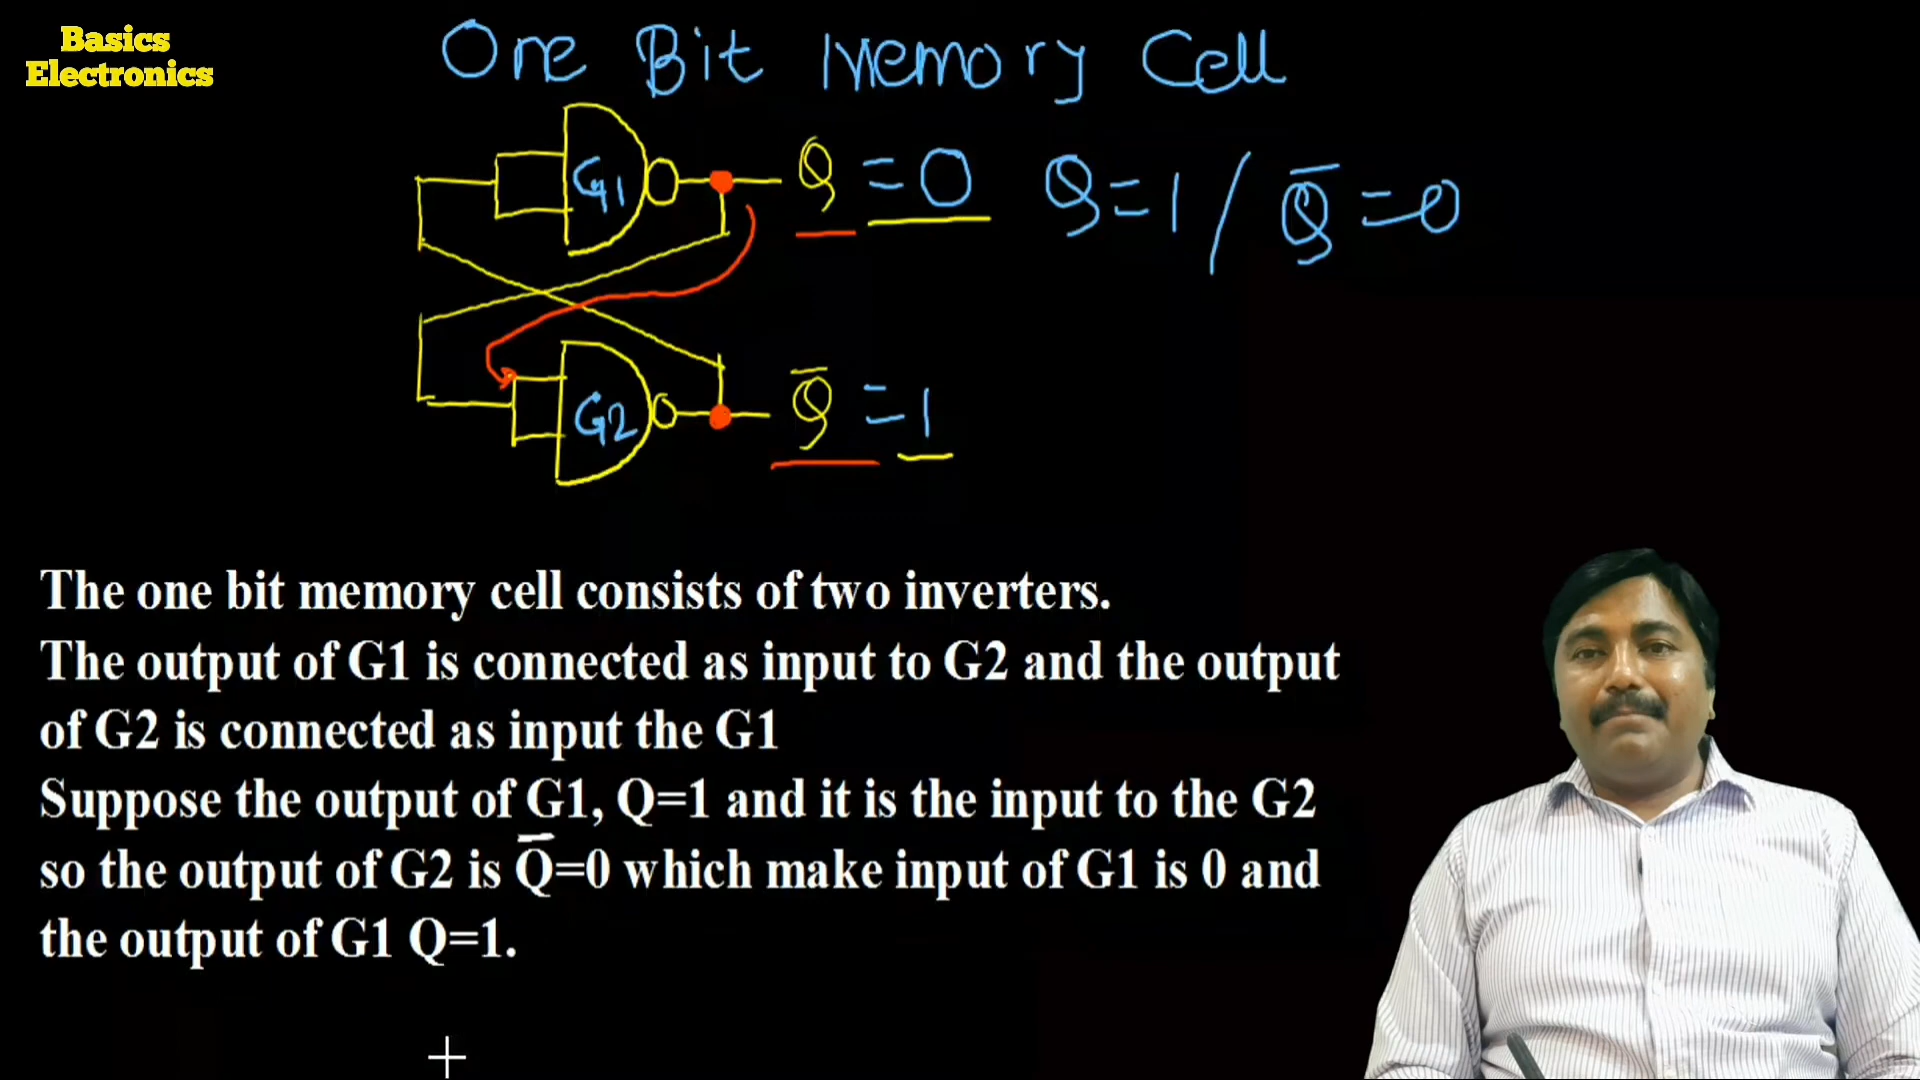 Basics
Electronics
One Bit Memory Cell
G1
Q = 0 Q=1 / Q̅=0
G2
Q̅ = 1
The one bit memory cell consists of two inverters.
The output of G1 is connected as input to G2 and the output
of G2 is connected as input the G1
Suppose the output of G1, Q=1 and it is the input to the G2
so the output of G2 is Q̅=0 which make input of G1 is 0 and
the output of G1 Q=1.